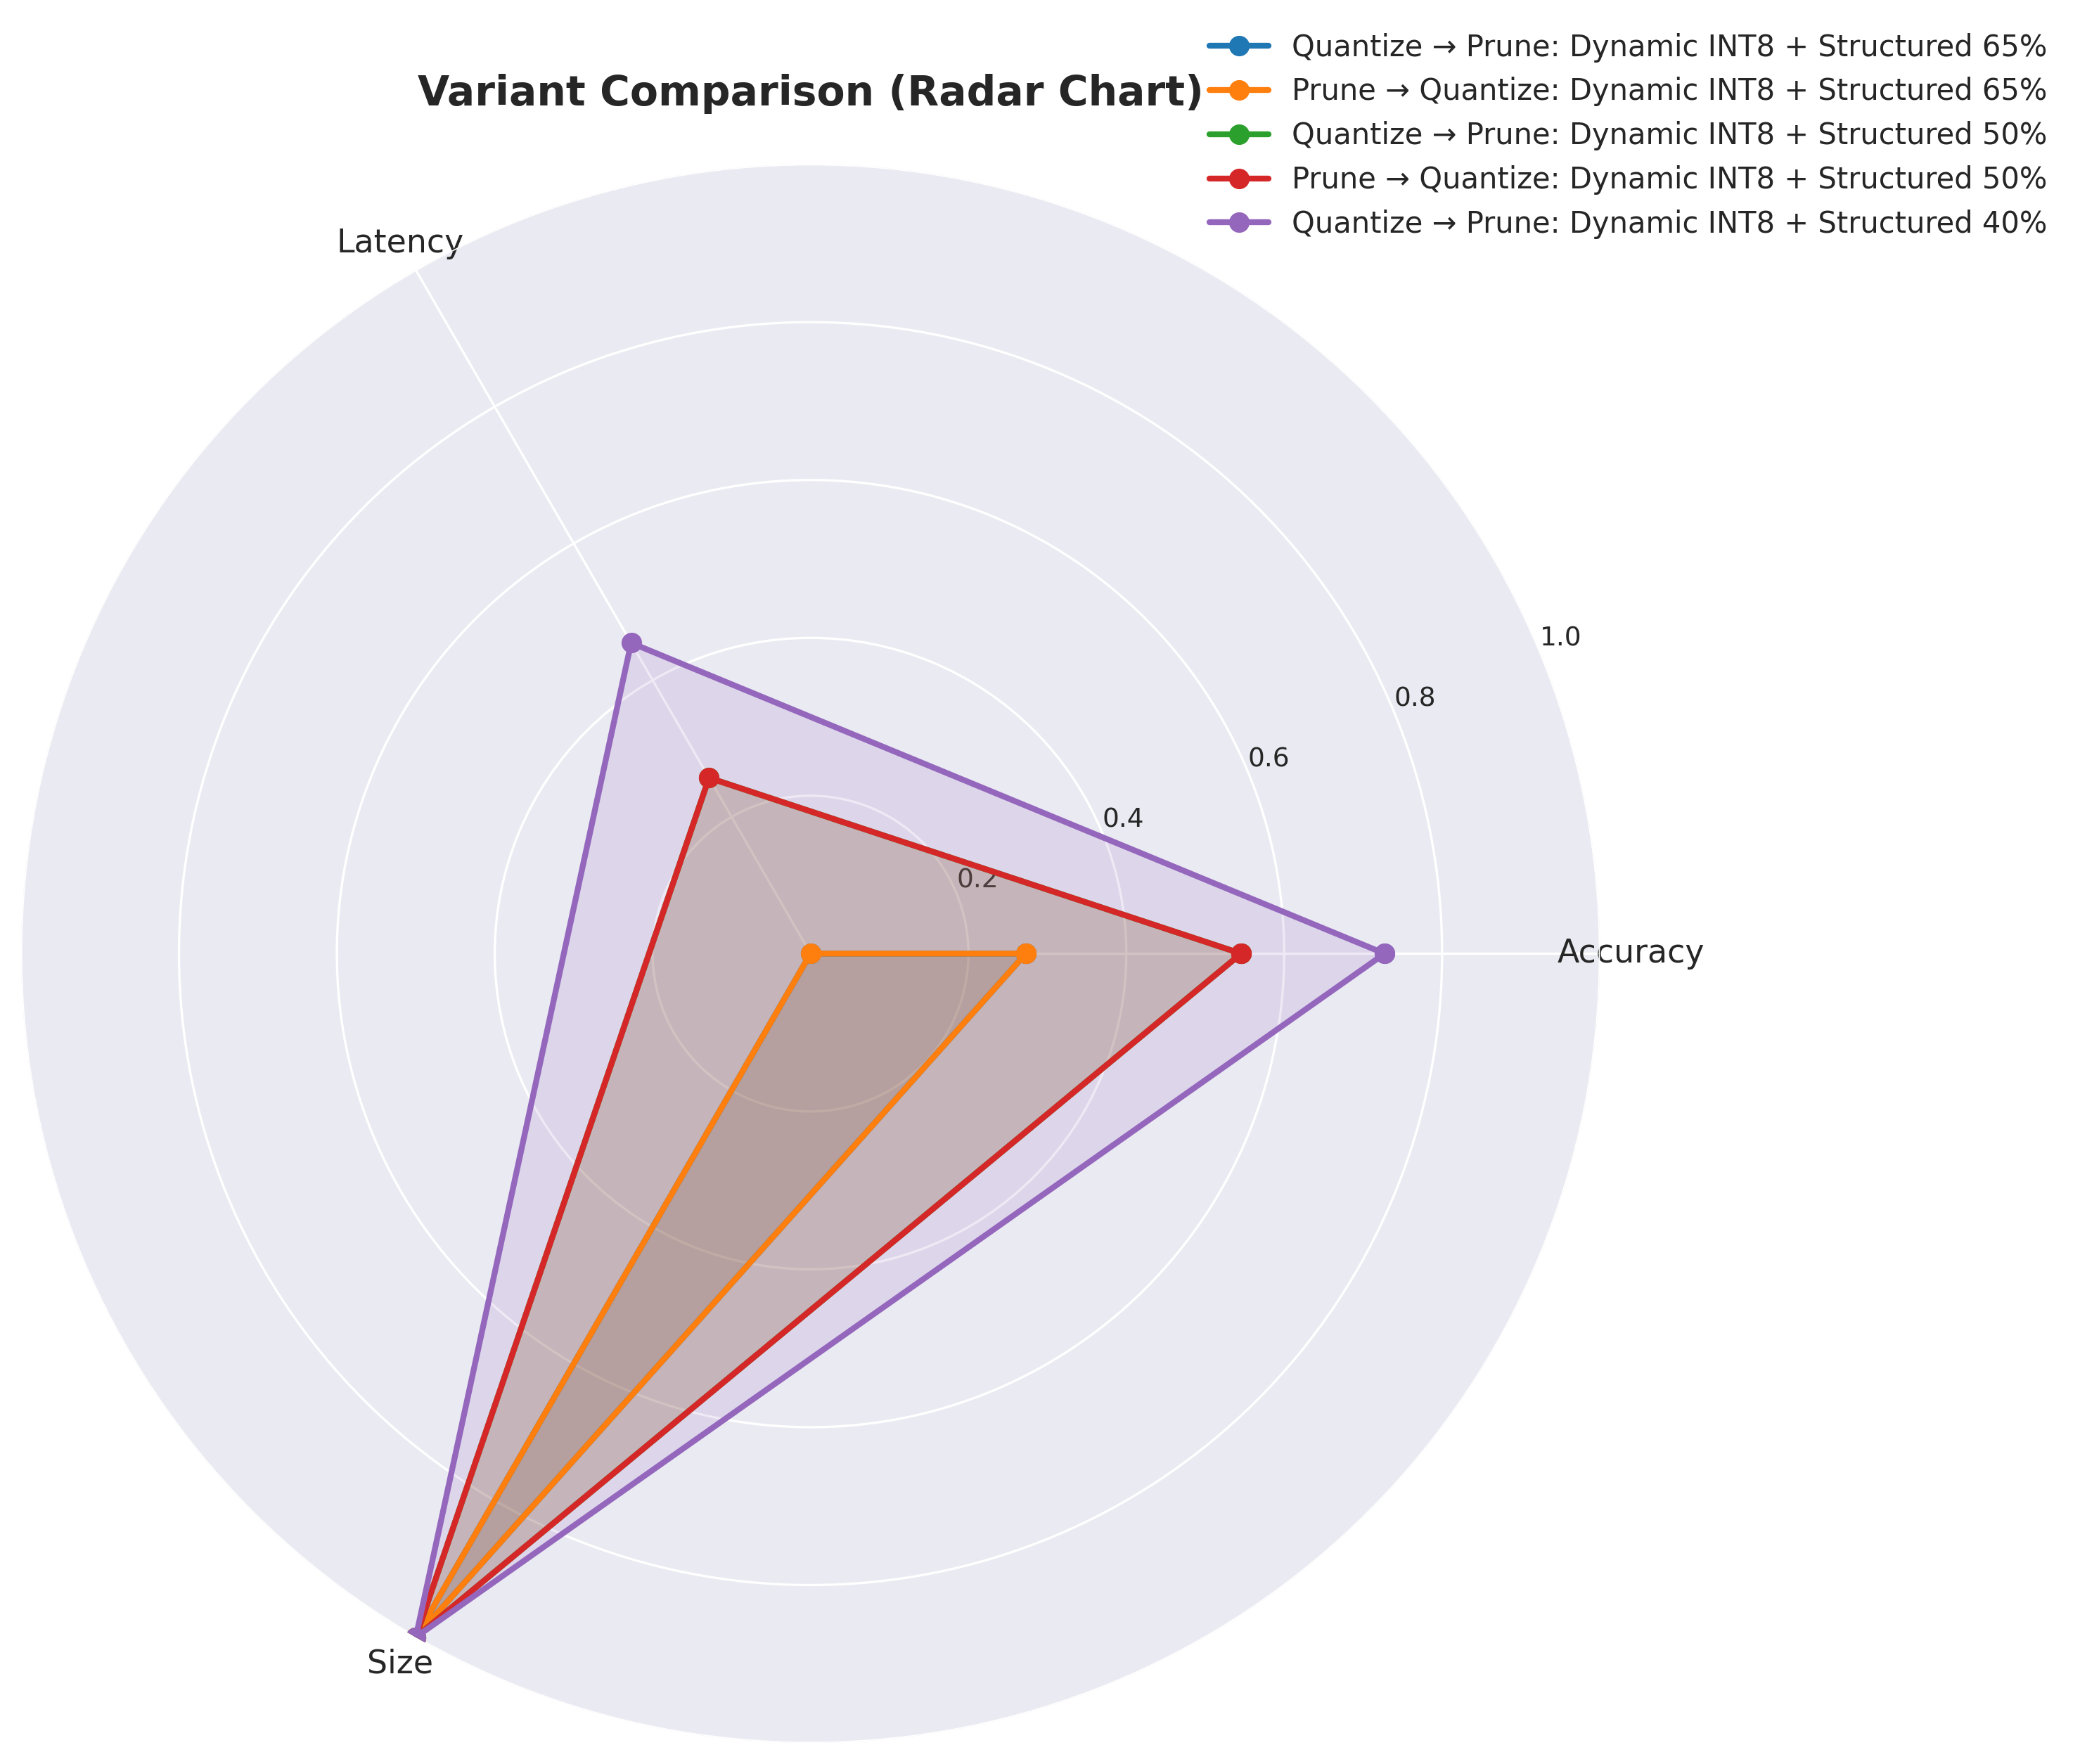 Variant Comparison (Radar Chart)
Quantize → Prune: Dynamic INT8 + Structured 65%
Prune → Quantize: Dynamic INT8 + Structured 65%
Quantize → Prune: Dynamic INT8 + Structured 50%
Prune → Quantize: Dynamic INT8 + Structured 50%
Quantize → Prune: Dynamic INT8 + Structured 40%
Latency
1.0
0.8
0.6
0.4
0.2
Accuracy
Size